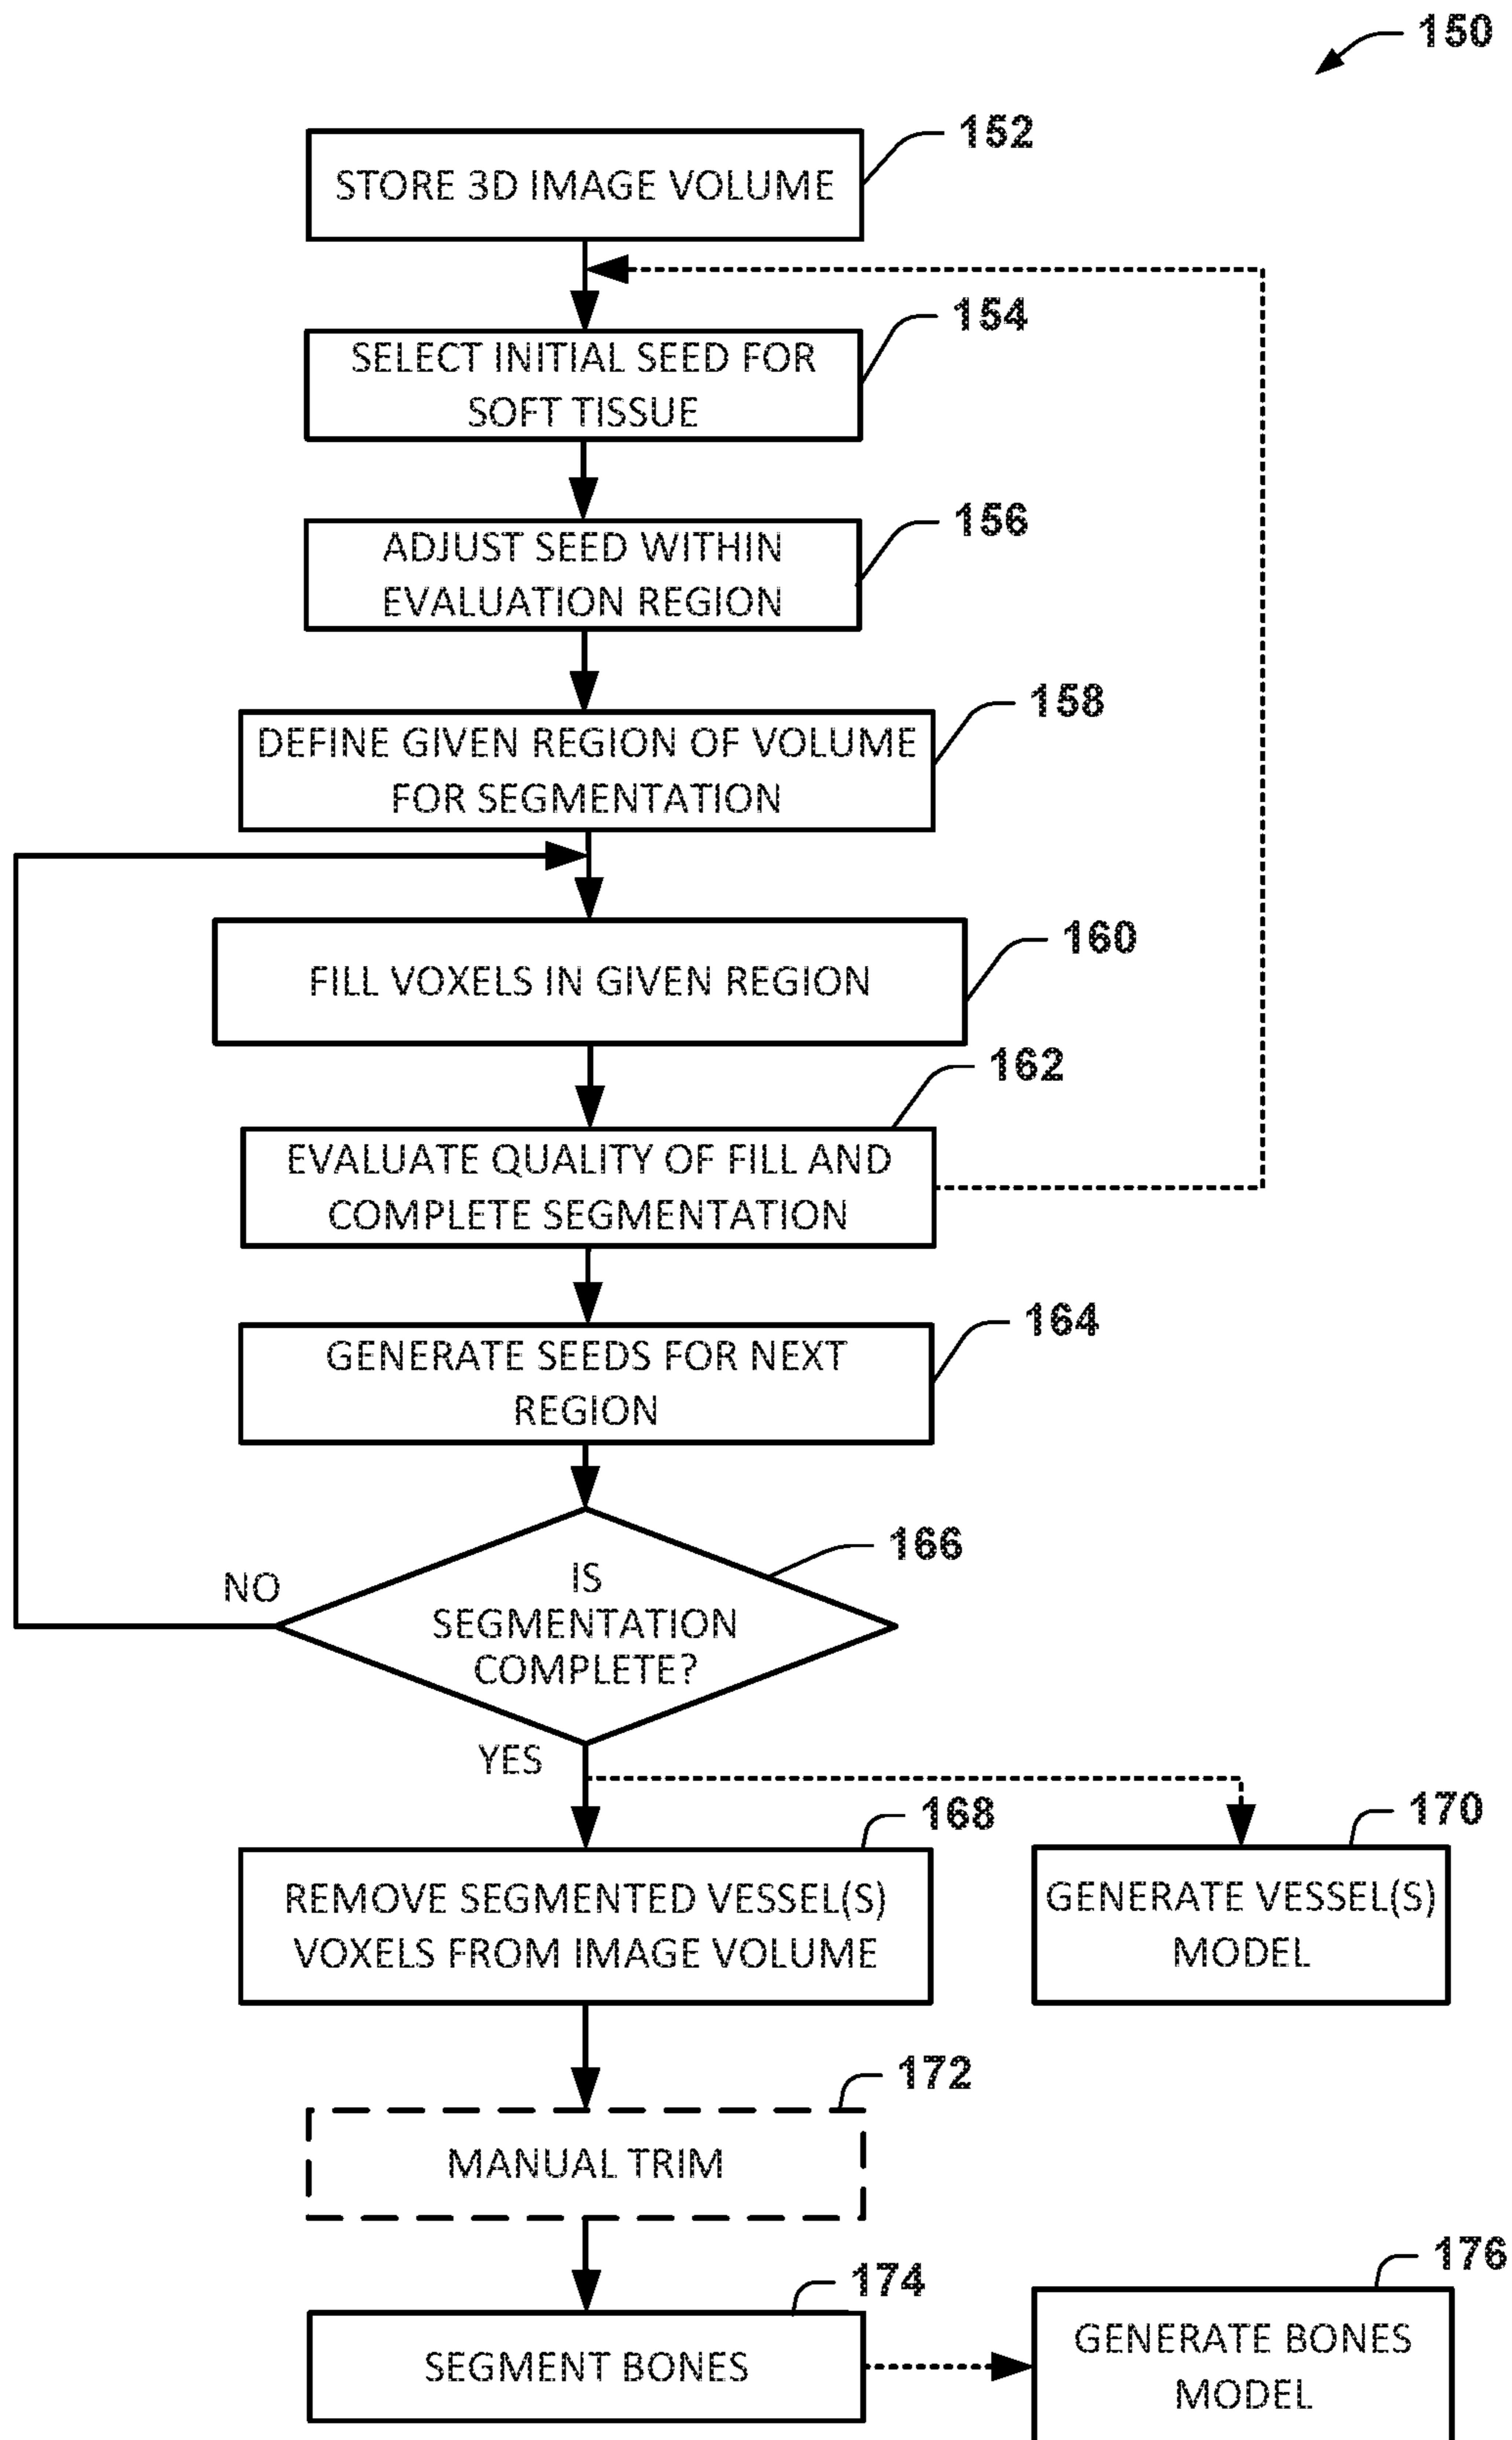 150
152
STORE 3D IMAGE VOLUME
154
SELECT INITIAL SEED FOR
SOFT TISSUE
156
ADJUST SEED WITHIN
EVALUATION REGION
158
DEFINE GIVEN REGION OF VOLUME
FOR SEGMENTATION
160
FILL VOXELS IN GIVEN REGION
162
EVALUATE QUALITY OF FILL AND
COMPLETE SEGMENTATION
164
GENERATE SEEDS FOR NEXT
REGION
166
NO
IS
SEGMENTATION
COMPLETE?
YES
168
REMOVE SEGMENTED VESSEL(S)
VOXELS FROM IMAGE VOLUME
170
GENERATE VESSEL(S)
MODEL
172
MANUAL TRIM
174
SEGMENT BONES
176
GENERATE BONES
MODEL